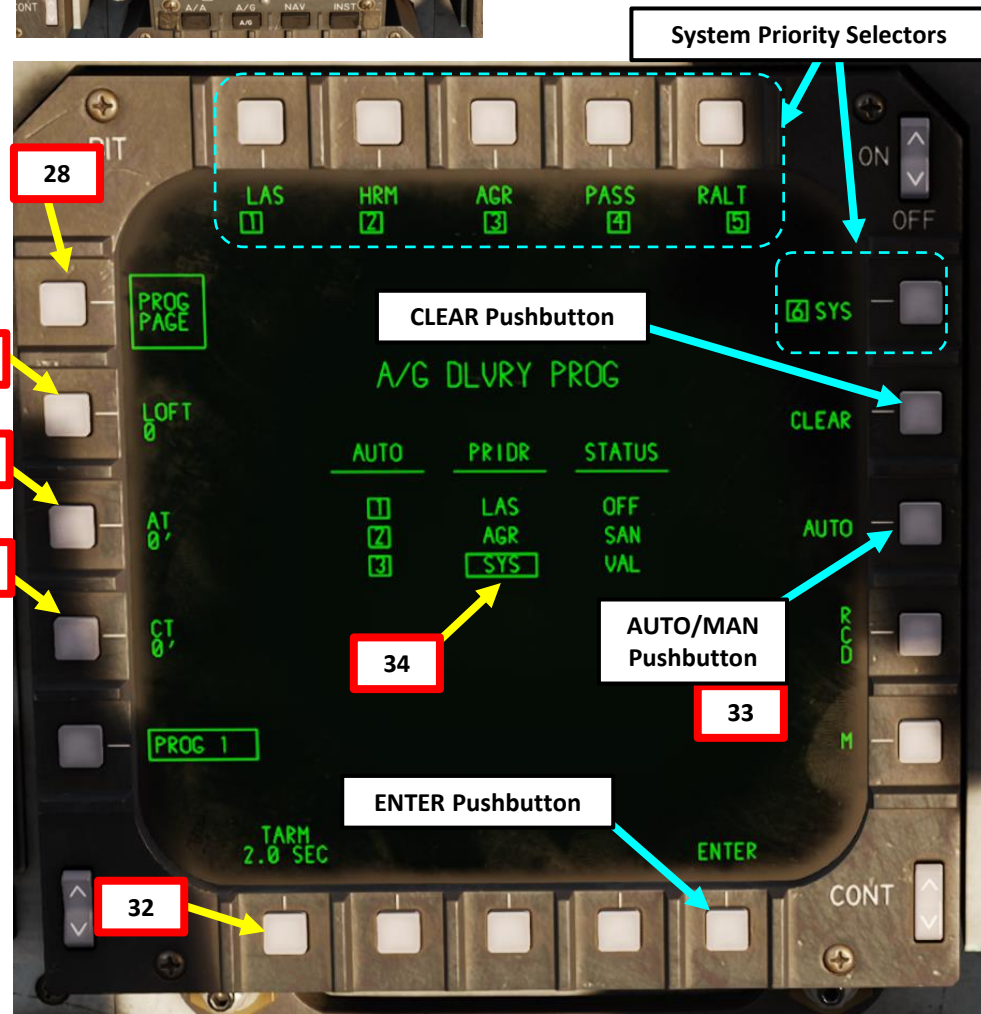 CONT
A/A A/G NAV INST
A/G
System Priority Selectors
PIT
ON
OFF
28
LAS HRM AGR PASS RALT
1 2 3 4 5
PROG
PAGE
6 SYS
CLEAR Pushbutton
A/G DLVRY PROG
LOFT
0
CLEAR
AUTO PRIDR STATUS
1 LAS OFF
2 AGR SAN
3 SYS VAL
AT
0'
AUTO
AUTO/MAN
Pushbutton
33
CT
0'
34
R
C
D
PROG 1
M
ENTER Pushbutton
TARM
2.0 SEC
ENTER
32
CONT